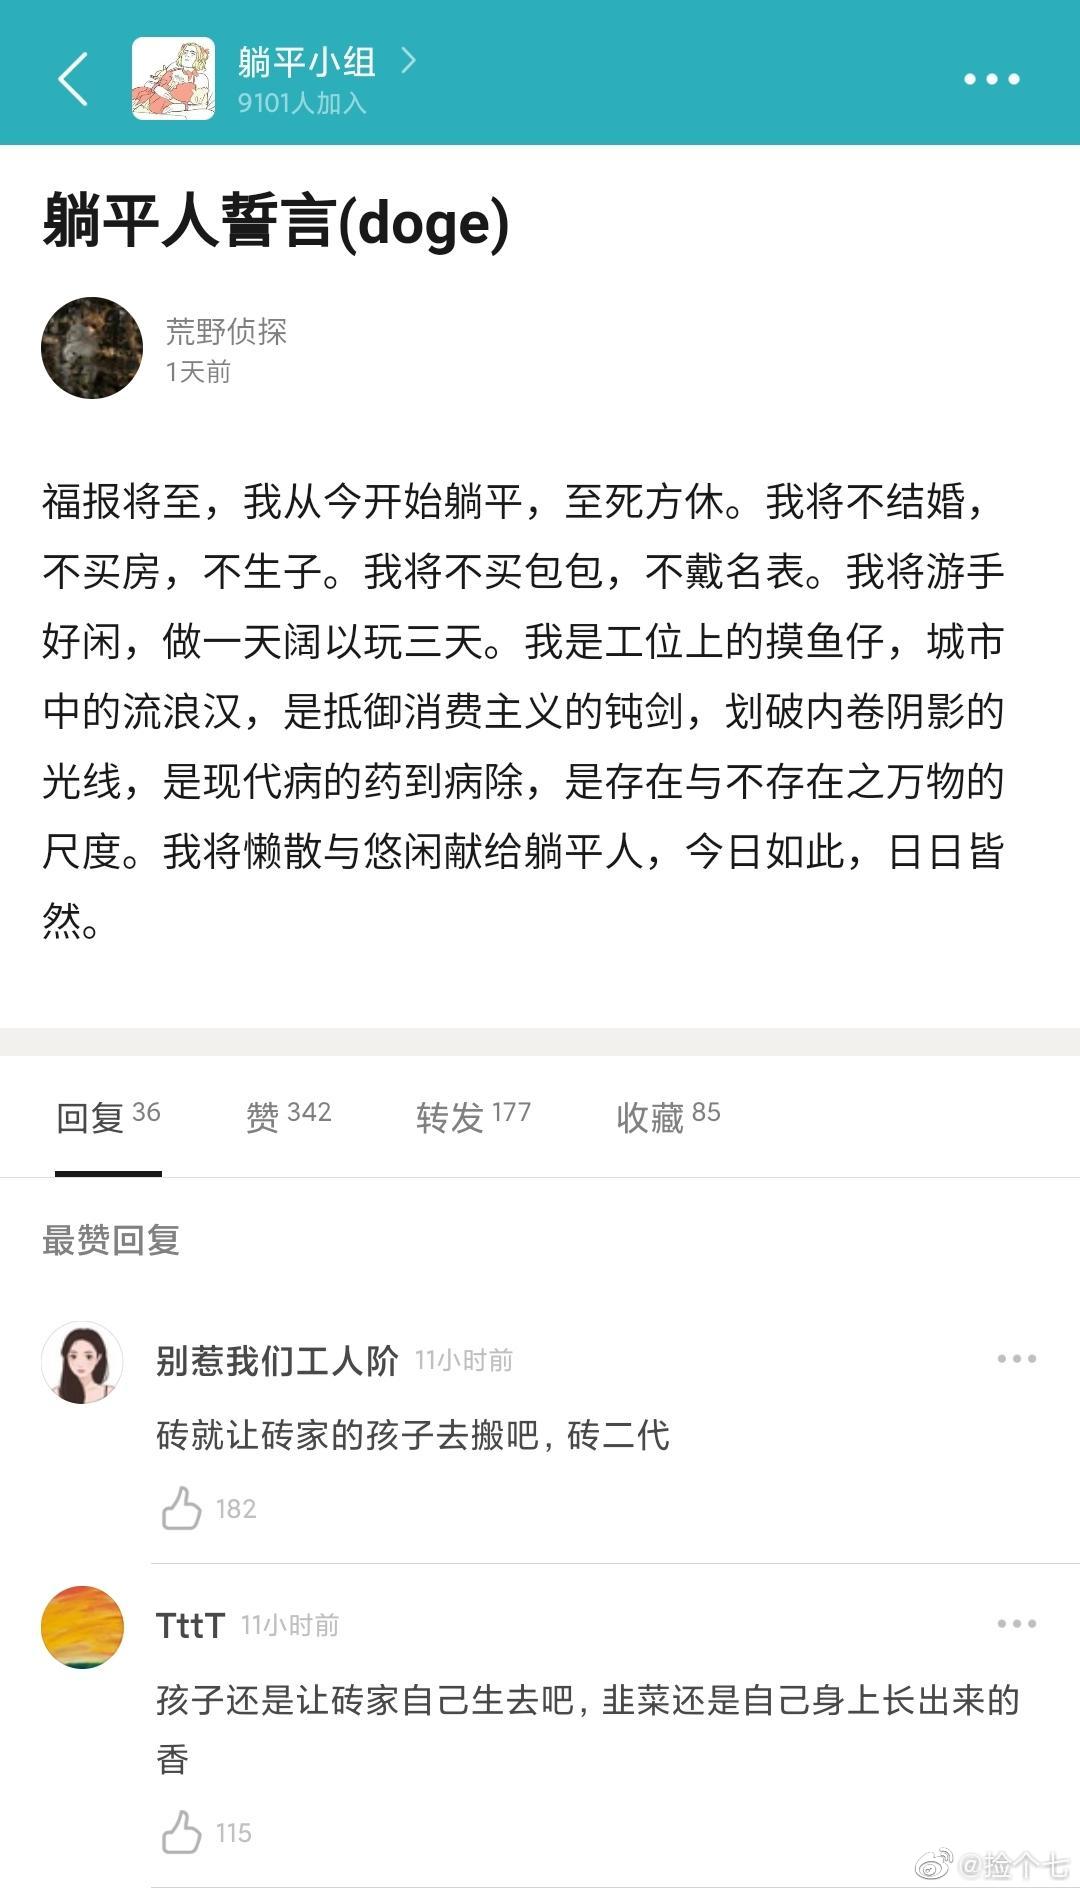 躺平小组
9101人加入
躺平人誓言(doge)
荒野侦探
1天前
福报将至，我从今开始躺平，至死方休。我将不结婚，
不买房，不生子。我将不买包包，不戴名表。我将游手
好闲，做一天阔以玩三天。我是工位上的摸鱼仔，城市
中的流浪汉，是抵御消费主义的钝剑，划破内卷阴影的
光线，是现代病的药到病除，是存在与不存在之万物的
尺度。我将懒散与悠闲献给躺平人，今日如此，日日皆
然。
回复 36 赞 342 转发 177 收藏 85
最赞回复
别惹我们工人阶 11小时前
砖就让砖家的孩子去搬吧，砖二代
182
TttT 11小时前
孩子还是让砖家自己生去吧，韭菜还是自己身上长出来的
香
115
@捡个七